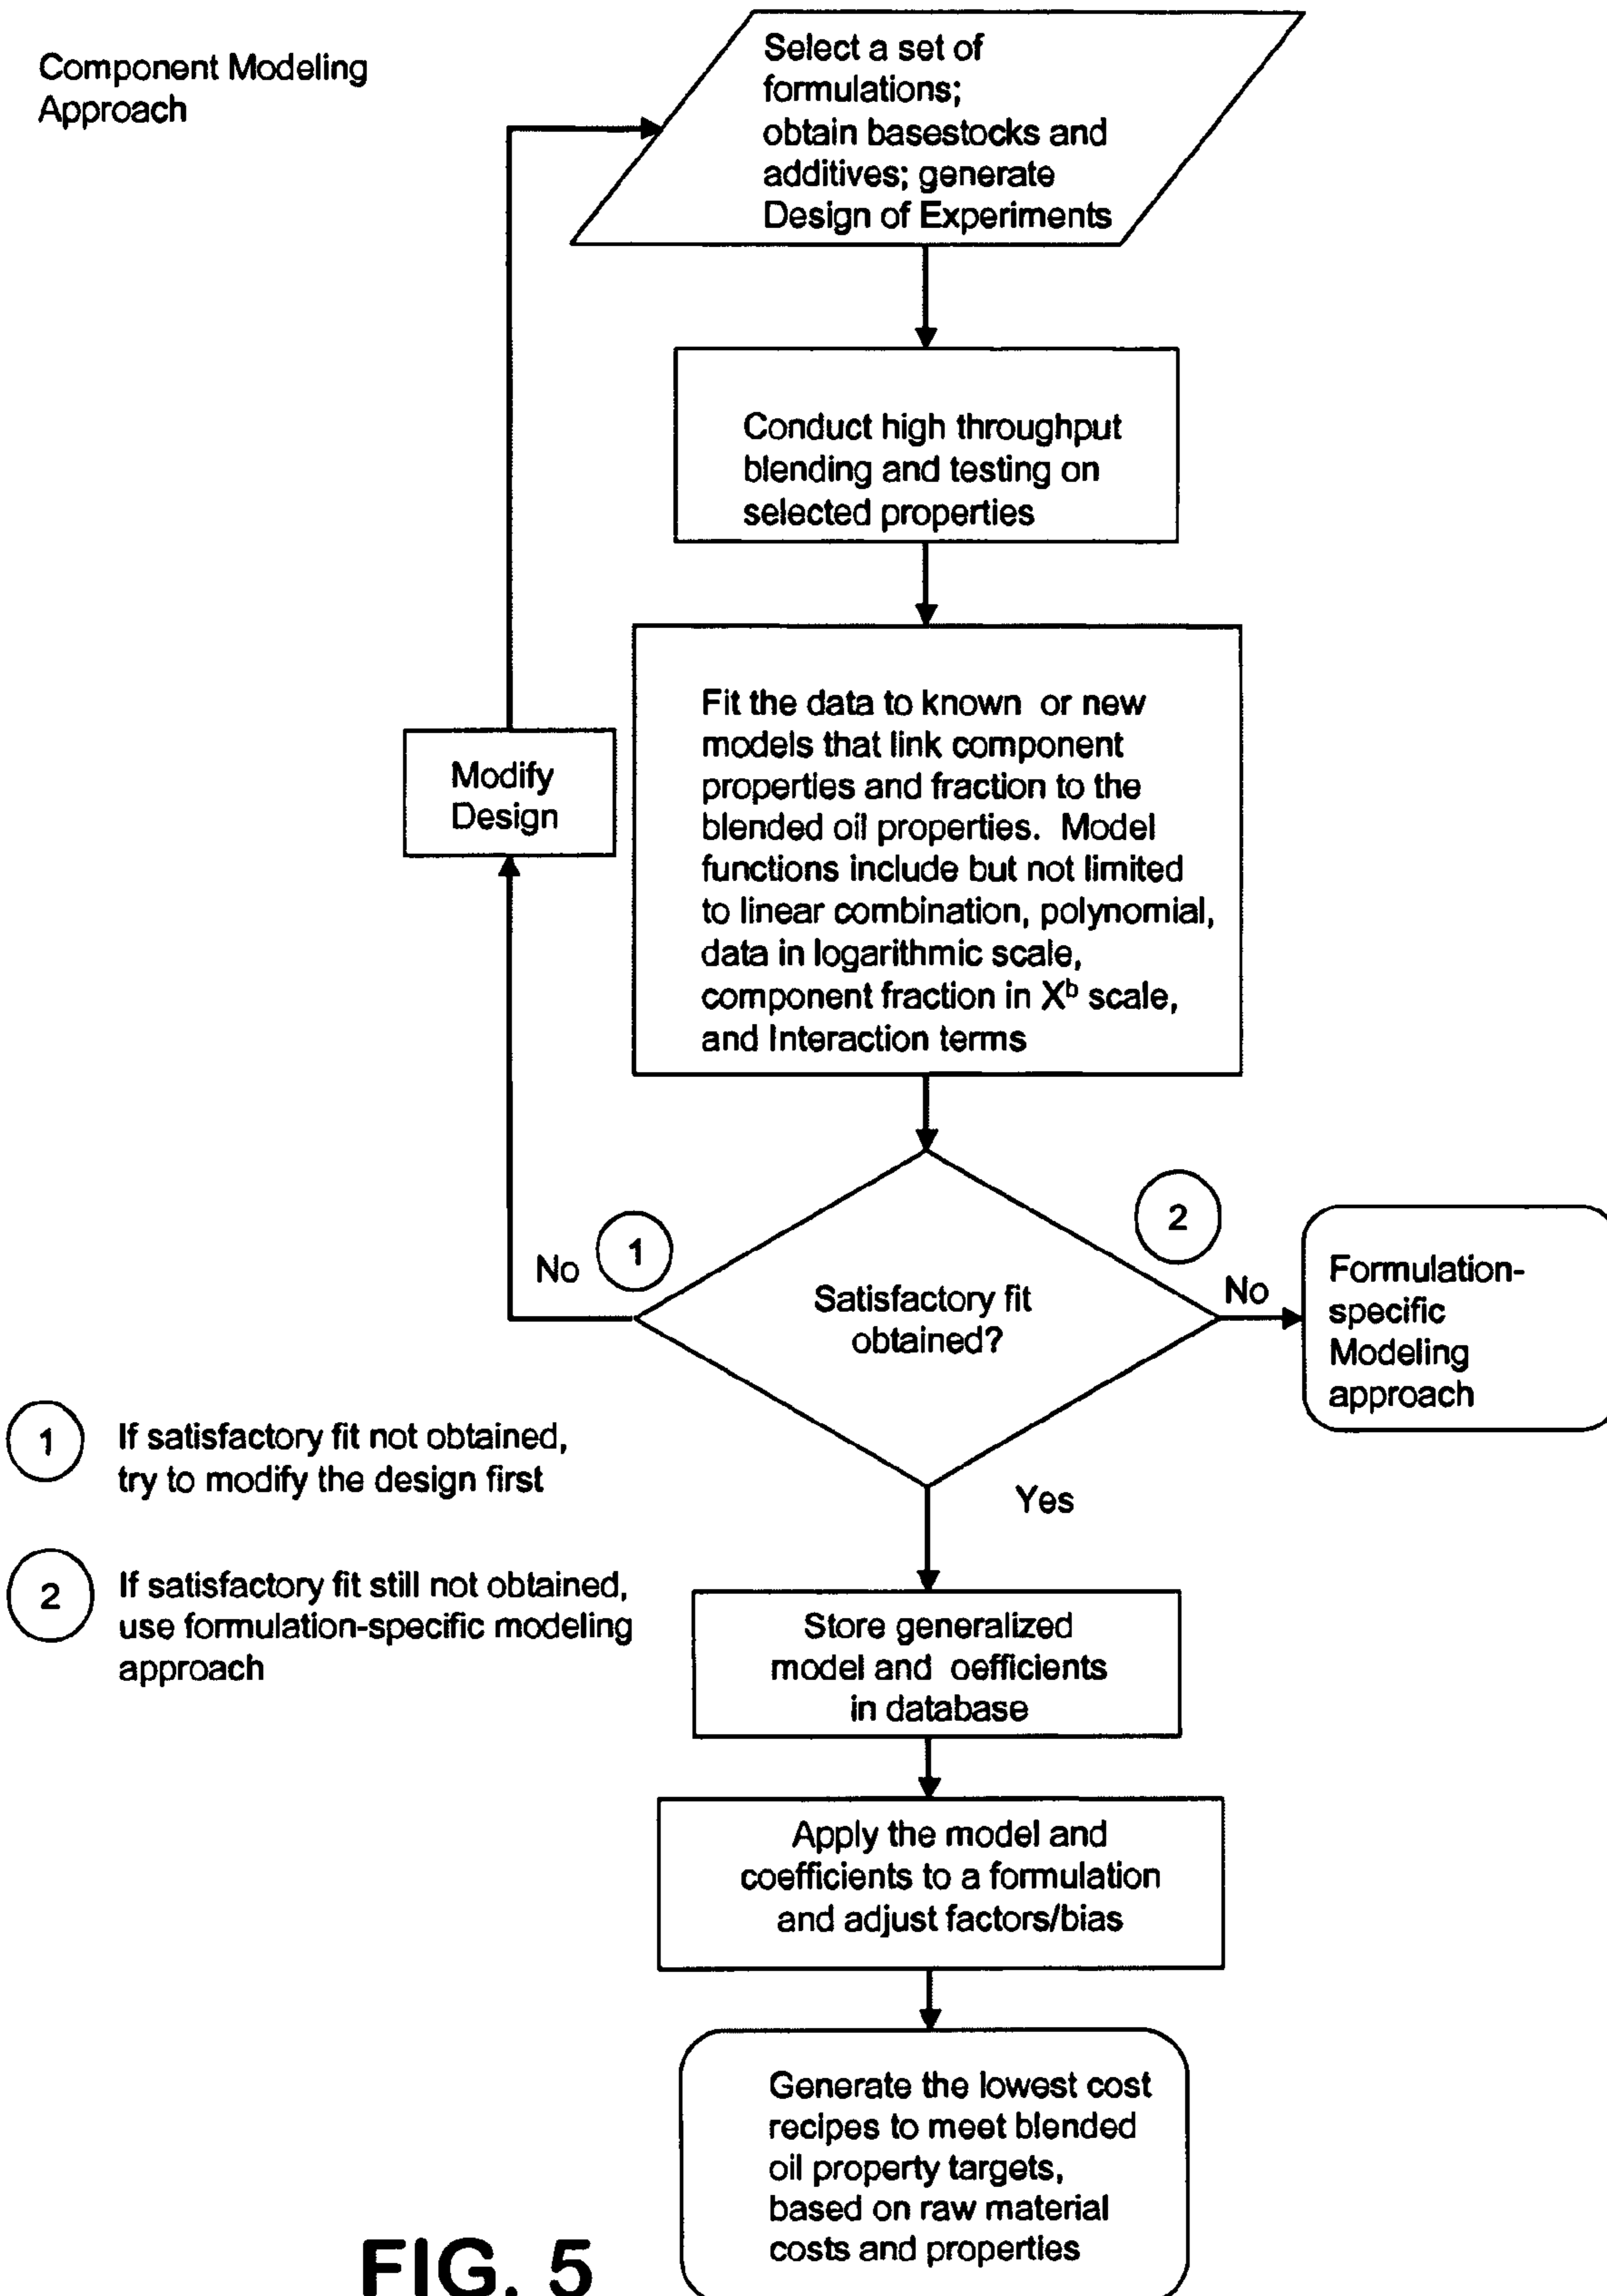 Component Modeling
Approach
Select a set of
formulations;
obtain basestocks and
additives; generate
Design of Experiments
Conduct high throughput
blending and testing on
selected properties
Fit the data to known or new
models that link component
properties and fraction to the
blended oil properties. Model
functions include but not limited
to linear combination, polynomial,
data in logarithmic scale,
component fraction in Xᵇ scale,
and Interaction terms
Modify
Design
No
1
Satisfactory fit
obtained?
2
No
Formulation-
specific
Modeling
approach
1
If satisfactory fit not obtained,
try to modify the design first
Yes
2
If satisfactory fit still not obtained,
use formulation-specific modeling
approach
Store generalized
model and oefficients
in database
Apply the model and
coefficients to a formulation
and adjust factors/bias
Generate the lowest cost
recipes to meet blended
oil property targets,
based on raw material
costs and properties
FIG. 5